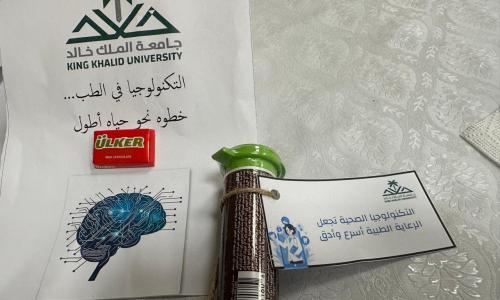 جامعة الملك خالد
KING KHALID UNIVERSITY
التكنولوجيا في الطب...
خطوه نحو حياه أطول
ÜLKER
التكنولوجيا الصحية تجعل
الرعاية الطبية أسرع وأدق